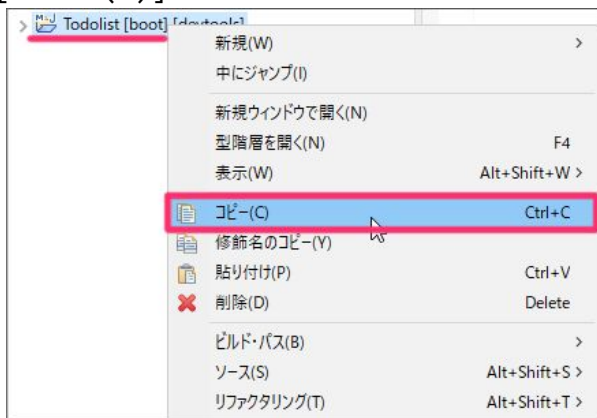 Todolist [boot] [devtools]
新規(W) >
中にジャンプ(I)
新規ウィンドウで開く(N)
型階層を開く(N) F4
表示(W) Alt+Shift+W >
コピー(C) Ctrl+C
修飾名のコピー(Y)
貼り付け(P) Ctrl+V
削除(D) Delete
ビルド・パス(B) >
ソース(S) Alt+Shift+S >
リファクタリング(T) Alt+Shift+T >